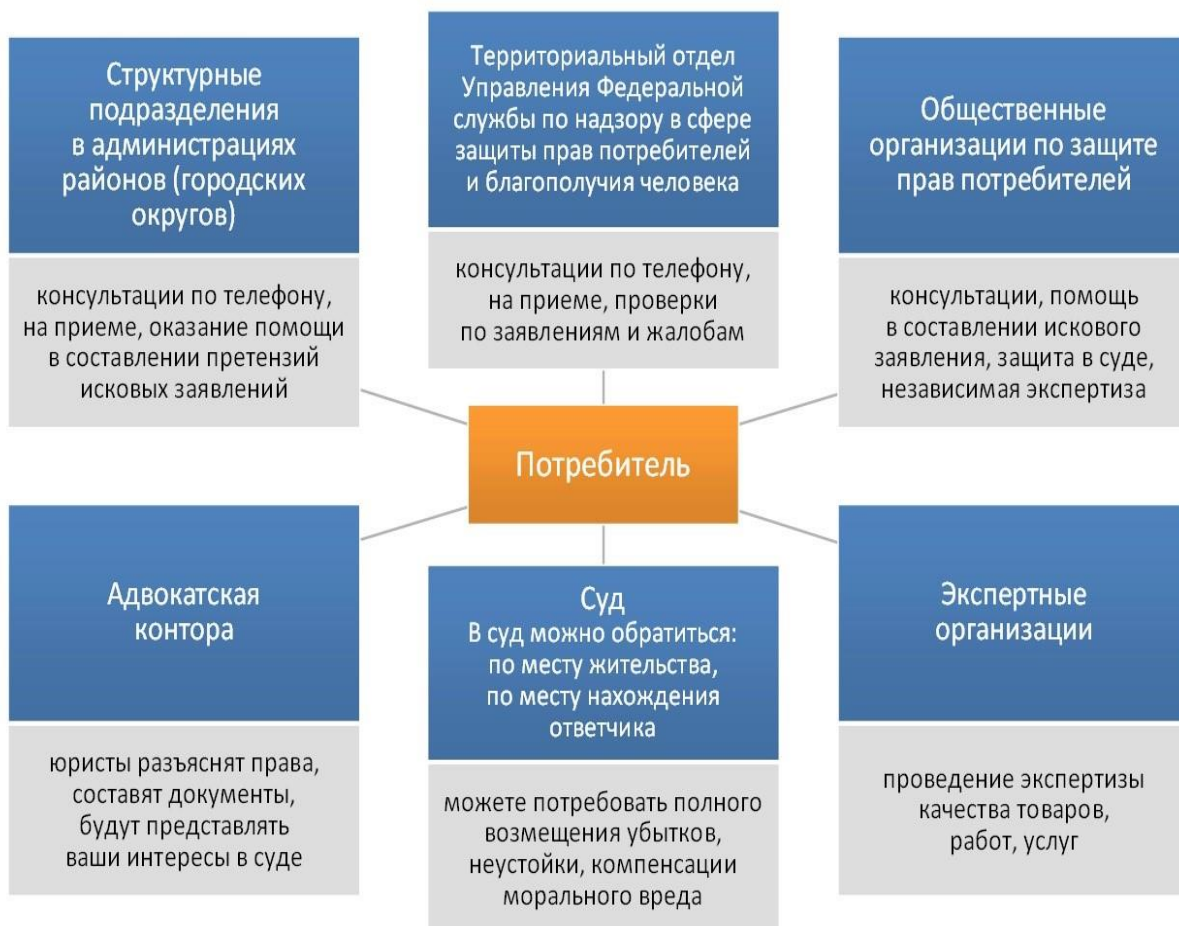 Структурные
подразделения
в администрациях
районов (городских
округов)
консультации по телефону,
на приеме, оказание помощи
в составлении претензий
исковых заявлений
Территориальный отдел
Управления Федеральной
службы по надзору в сфере
защиты прав потребителей
и благополучия человека
консультации по телефону,
на приеме, проверки
по заявлениям и жалобам
Общественные
организации по защите
прав потребителей
консультации, помощь
в составлении искового
заявления, защита в суде,
независимая экспертиза
Потребитель
Адвокатская
контора
юристы разъяснят права,
составят документы,
будут представлять
ваши интересы в суде
Суд
В суд можно обратиться:
по месту жительства,
по месту нахождения
ответчика
можете потребовать полного
возмещения убытков,
неустойки, компенсации
морального вреда
Экспертные
организации
проведение экспертизы
качества товаров,
работ, услуг